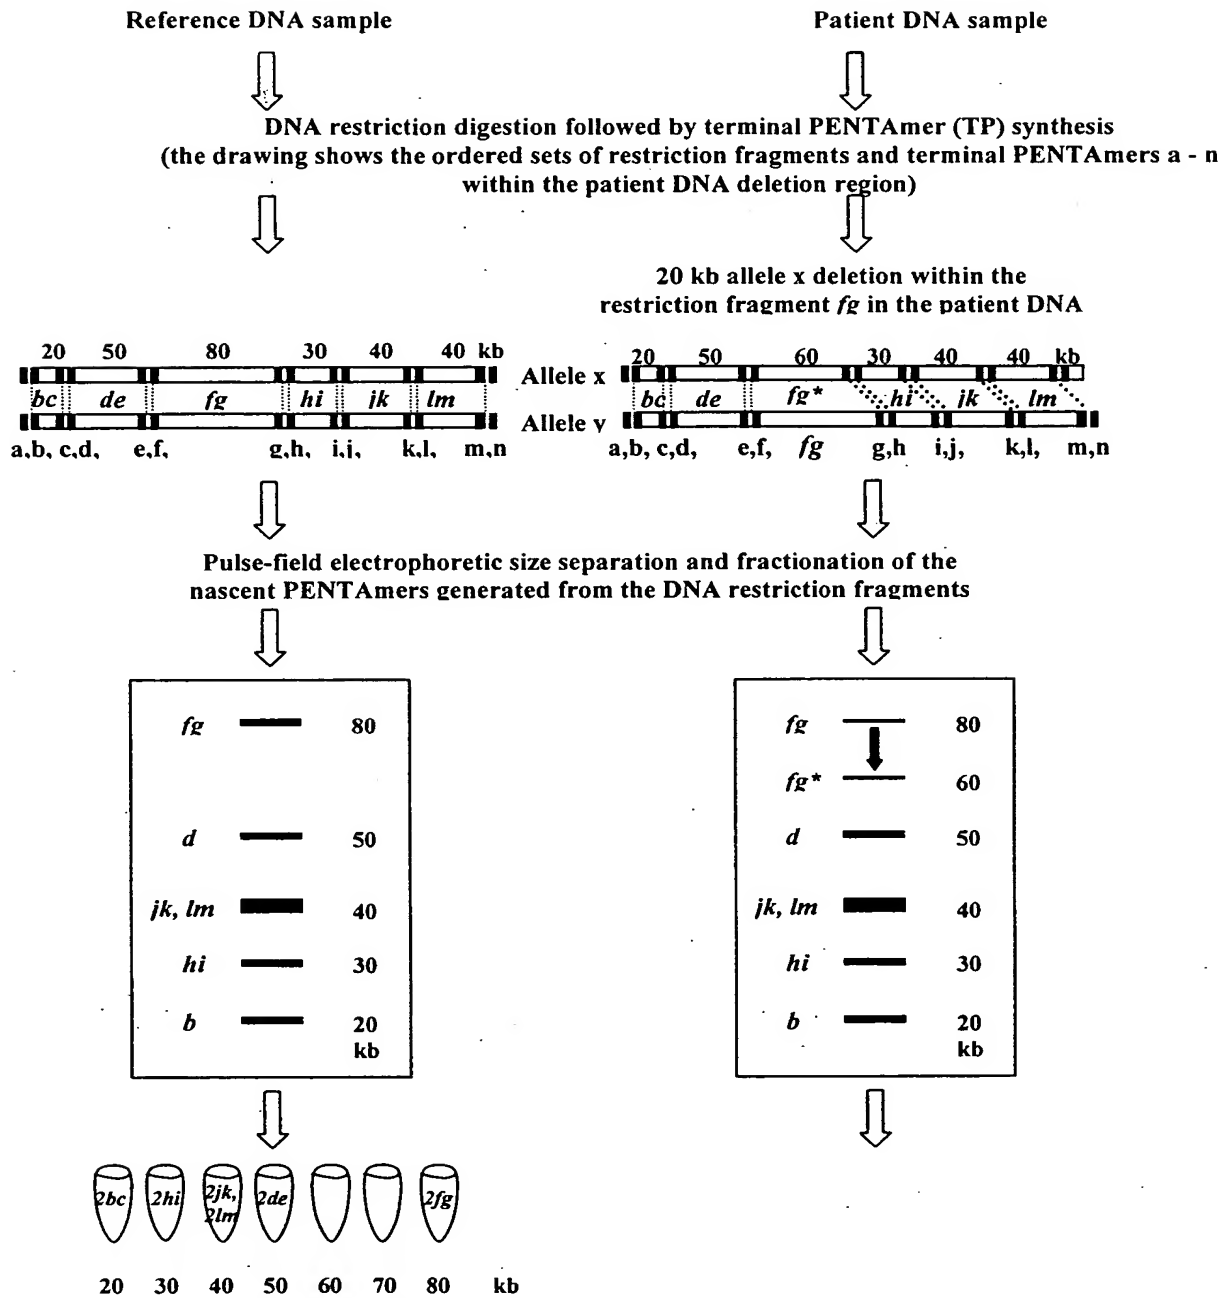 Reference DNA sample
Patient DNA sample
DNA restriction digestion followed by terminal PENTAmer (TP) synthesis
(the drawing shows the ordered sets of restriction fragments and terminal PENTAmers a - n
within the patient DNA deletion region)
20 kb allele x deletion within the
restriction fragment fg in the patient DNA
20 50 80 30 40 40 kb
20 50 60 30 40 40 kb
Allele x
bc de fg hi jk lm
bc de fg* hi jk lm
Allele y
a,b, c,d, e,f, g,h, i,j, k,l, m,n
a,b, c,d, e,f, fg g,h i,j, k,l, m,n
Pulse-field electrophoretic size separation and fractionation of the
nascent PENTAmers generated from the DNA restriction fragments
fg 80
d 50
jk, lm 40
hi 30
b 20
kb
fg 80
fg* 60
d 50
jk, lm 40
hi 30
b 20
kb
2bc 2hi 2jk, 2de 2fg
2lm
20 30 40 50 60 70 80 kb